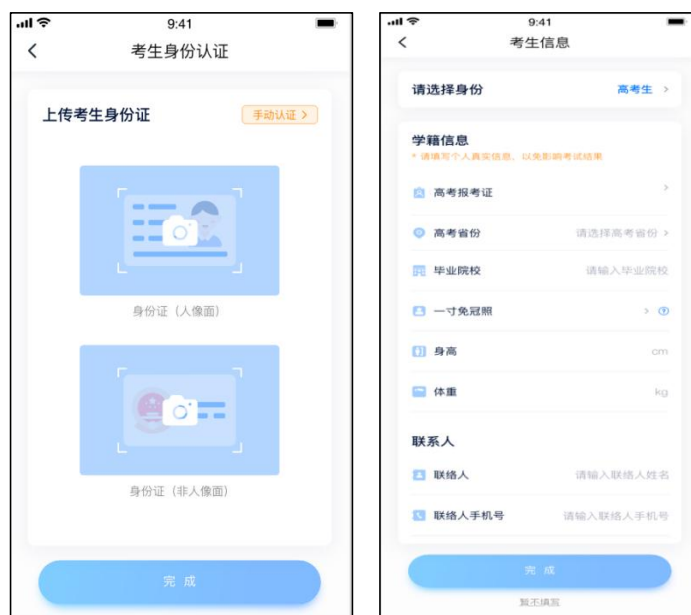 9:41
考生身份认证
上传考生身份证
手动认证 >
身份证（人像面）
身份证（非人像面）
完成
9:41
考生信息
请选择身份 高考生 >
学籍信息
* 请填写个人真实信息，以免影响考试结果
高考报考证 >
高考省份 请选择高考省份 >
毕业院校 请输入毕业院校
一寸免冠照 > ?
身高 cm
体重 kg
联系人
联络人 请输入联络人姓名
联络人手机号 请输入联络人手机号
完成
暂不填写